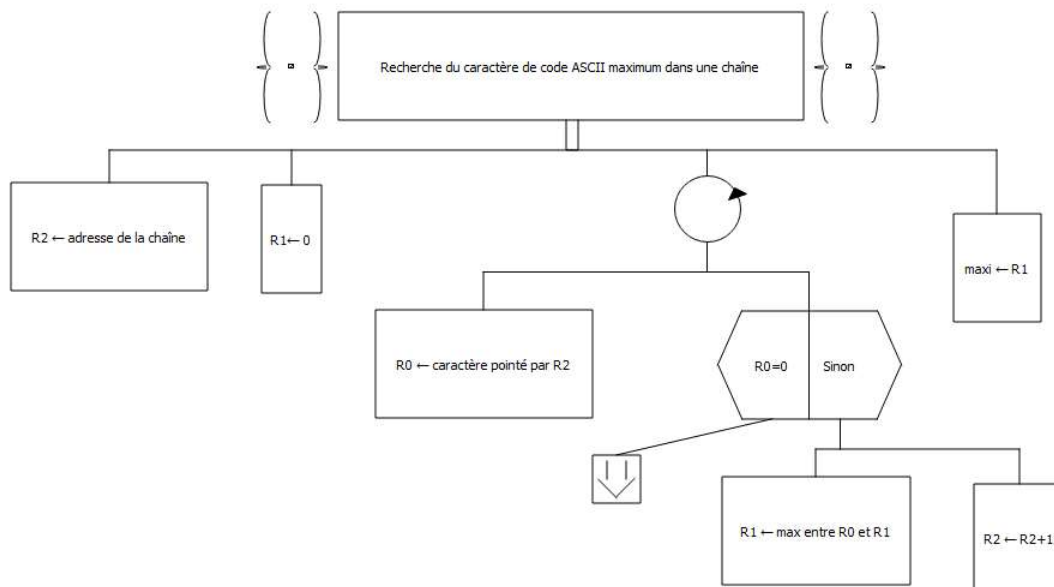 Recherche du caractère de code ASCII maximum dans une chaîne
R2 ← adresse de la chaîne
R1← 0
maxi ← R1
R0 ← caractère pointé par R2
R0=0
Sinon
R1 ← max entre R0 et R1
R2 ← R2+1